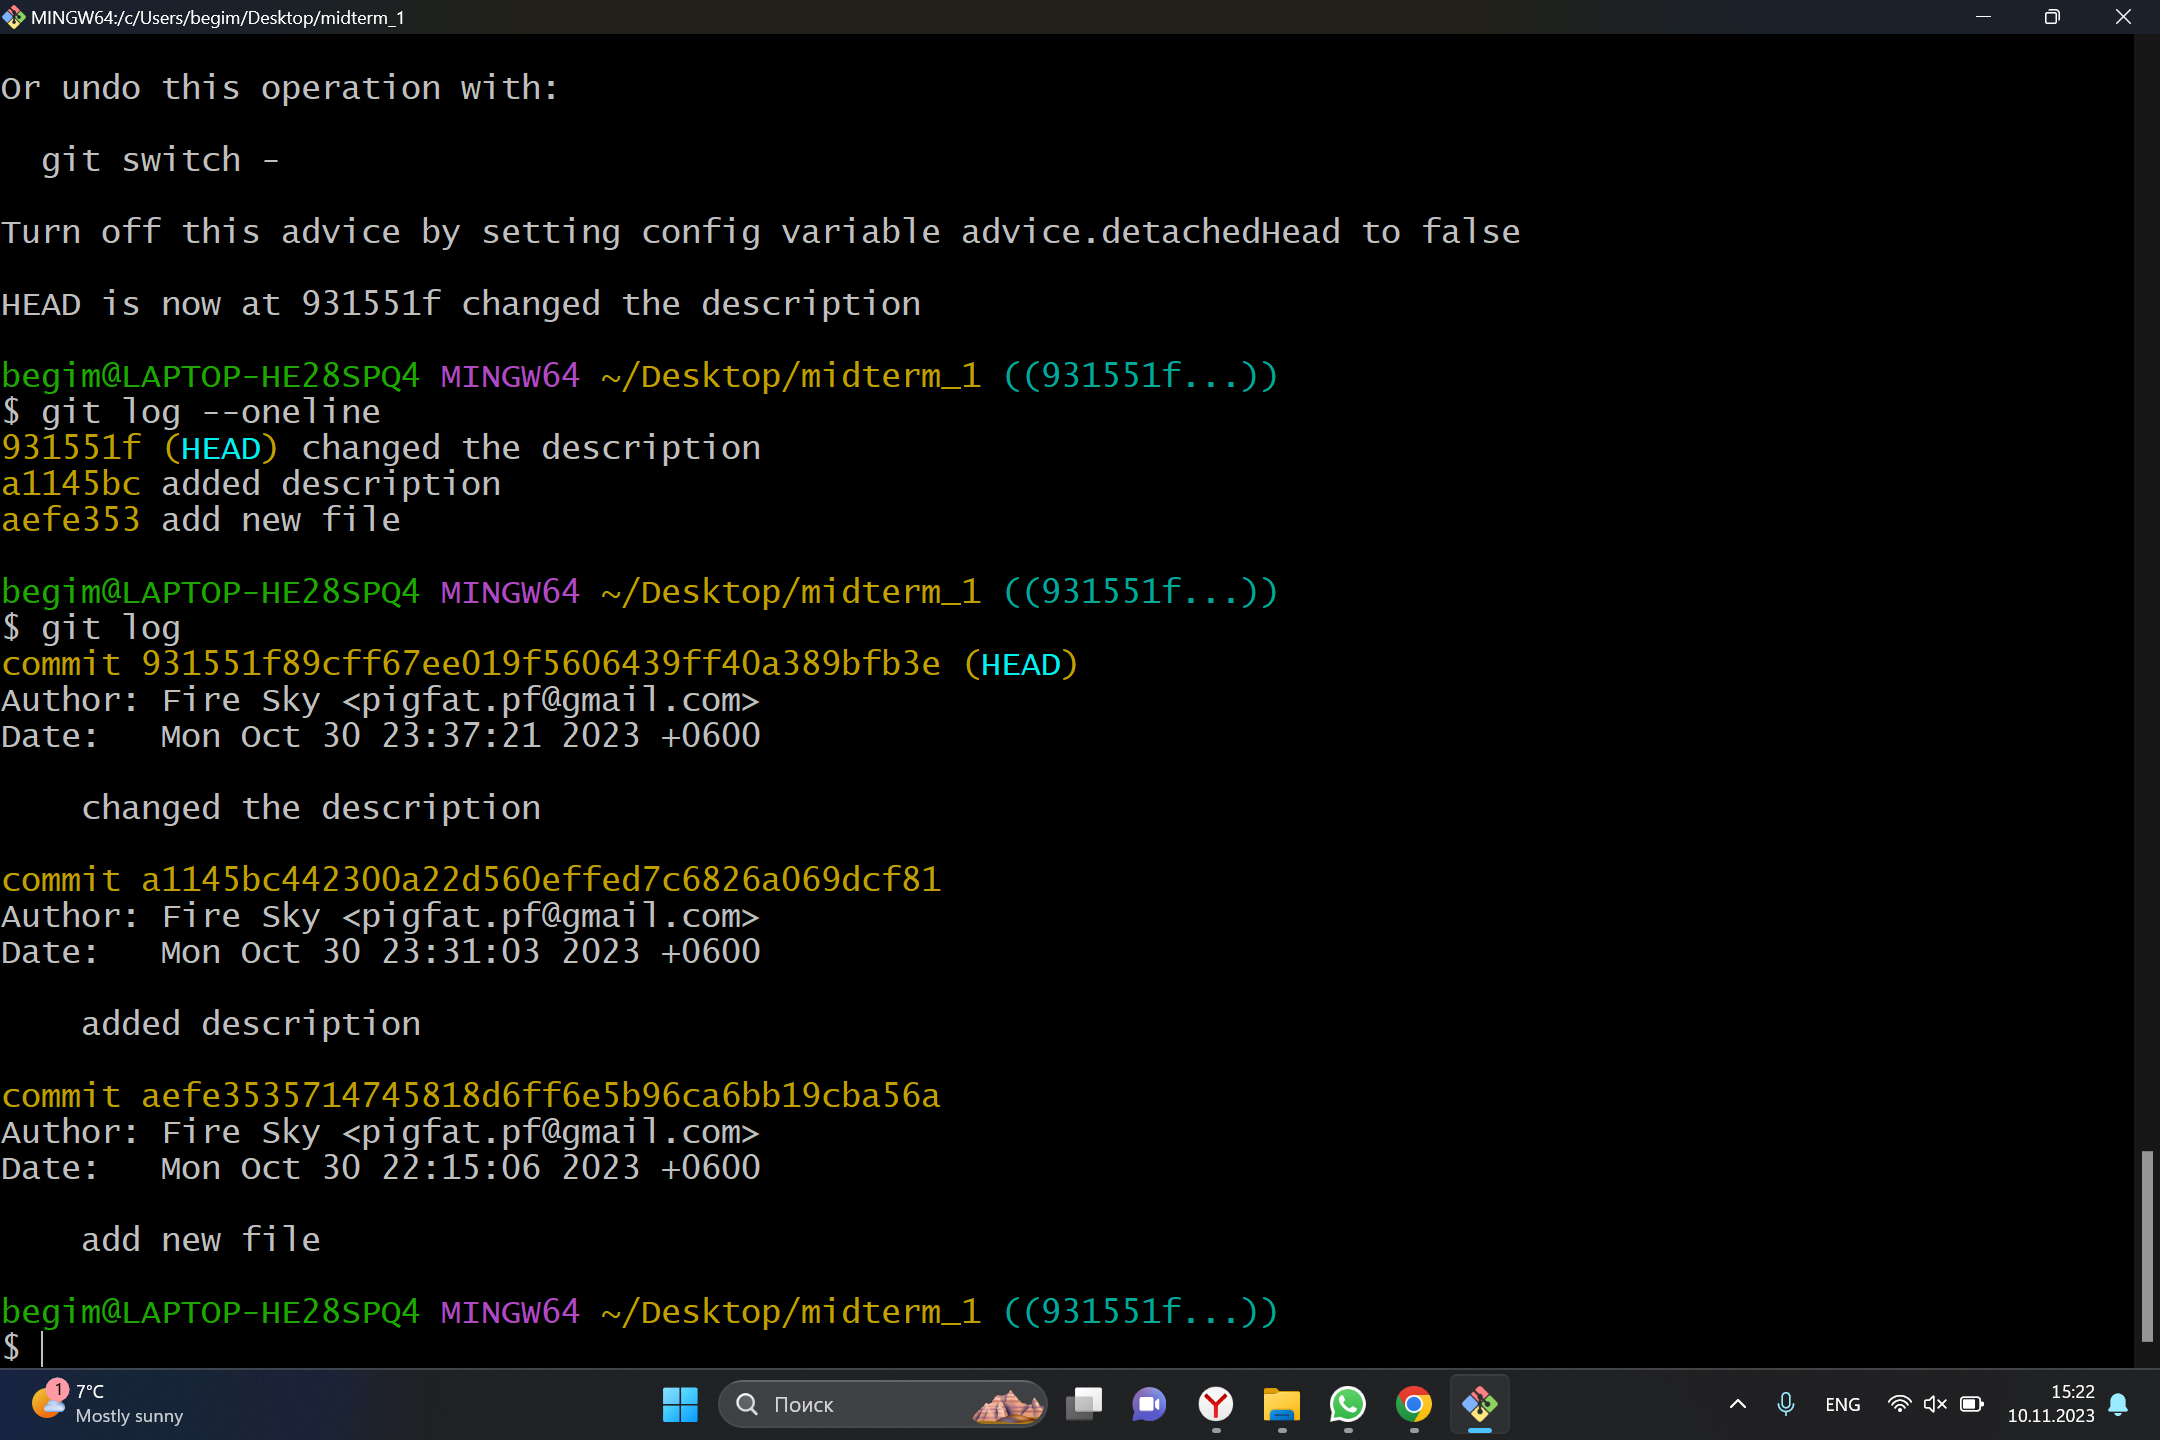 MINGW64:/c/Users/begim/Desktop/midterm_1
Or undo this operation with:
git switch -
Turn off this advice by setting config variable advice.detachedHead to false
HEAD is now at 931551f changed the description
begim@LAPTOP-HE28SPQ4 MINGW64 ~/Desktop/midterm_1 ((931551f...))
$ git log --oneline
931551f (HEAD) changed the description
a1145bc added description
aefe353 add new file
begim@LAPTOP-HE28SPQ4 MINGW64 ~/Desktop/midterm_1 ((931551f...))
$ git log
commit 931551f89cff67ee019f5606439ff40a389bfb3e (HEAD)
Author: Fire Sky <pigfat.pf@gmail.com>
Date:   Mon Oct 30 23:37:21 2023 +0600
changed the description
commit a1145bc442300a22d560effed7c6826a069dcf81
Author: Fire Sky <pigfat.pf@gmail.com>
Date:   Mon Oct 30 23:31:03 2023 +0600
added description
commit aefe3535714745818d6ff6e5b96ca6bb19cba56a
Author: Fire Sky <pigfat.pf@gmail.com>
Date:   Mon Oct 30 22:15:06 2023 +0600
add new file
begim@LAPTOP-HE28SPQ4 MINGW64 ~/Desktop/midterm_1 ((931551f...))
$
1
7°C
Mostly sunny
Поиск
ENG
15:22
10.11.2023